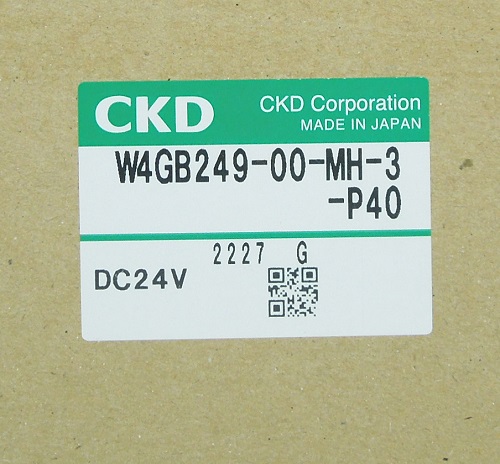 CKD
CKD Corporation
MADE IN JAPAN
W4GB249-00-MH-3
-P40
2227 G
DC24V